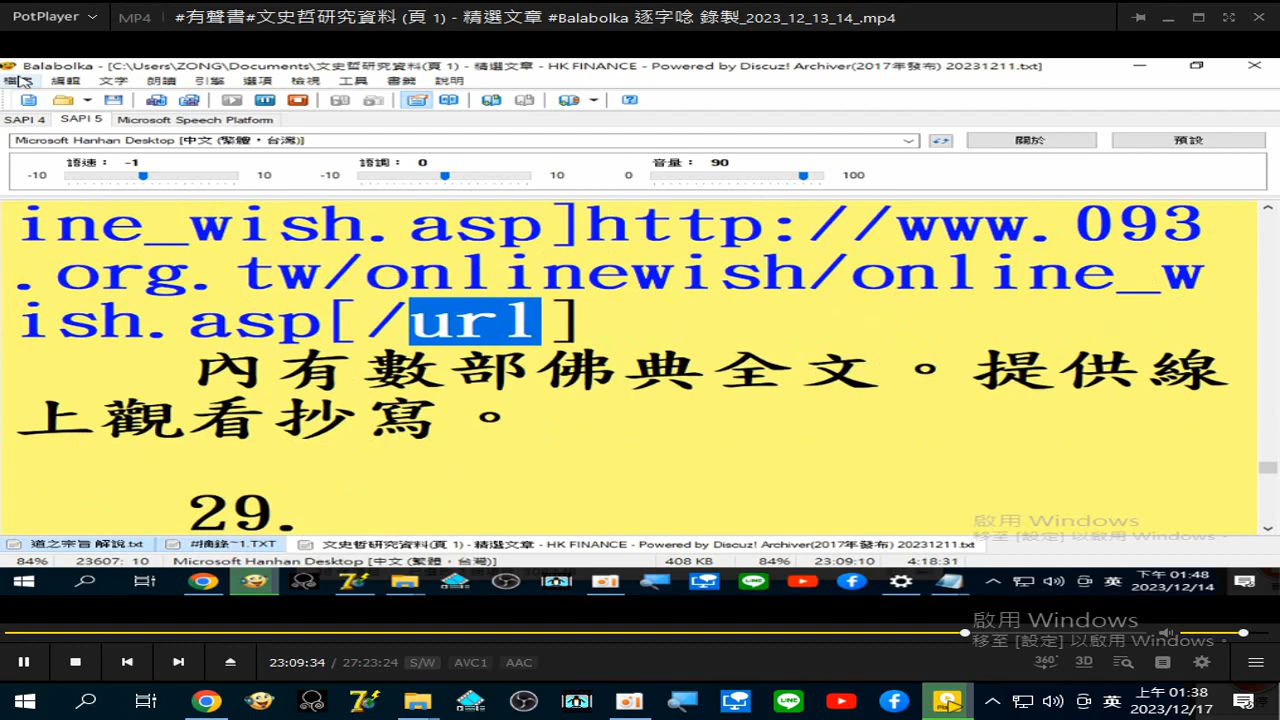 PotPlayer MP4 #有聲書#文史哲研究資料 (頁 1) - 精選文章 #Balabolka 逐字唸 錄製_2023_12_13_14_.mp4
Balabolka - [C:\Users\ZONG\Documents\文史哲研究資料(頁 1) - 精選文章 - HK FINANCE - Powered by Discuz! Archiver(2017年發布) 20231211.txt]
檔案 編輯 文字 朗讀 引擎 選項 檢視 工具 書籤 說明
SAPI 4 SAPI 5 Microsoft Speech Platform
Microsoft Hanhan Desktop [中文 (繁體，台灣)] 關於 預設
語速： -1 語調： 0 音量： 90
-10 10 -10 10 0 100
ine_wish.asp]http://www.093
.org.tw/onlinewish/online_w
ish.asp[/url]
內有數部佛典全文。提供線
上觀看抄寫。
29.
啟用 Windows
移至 [設定] 以啟用 Windows。
道之宗旨 解說.txt #摘錄~1.TXT 文史哲研究資料(頁 1) - 精選文章 - HK FINANCE - Powered by Discuz! Archiver(2017年發布) 20231211.txt
84% 23607: 10 Microsoft Hanhan Desktop [中文 (繁體，台灣)] 408 KB 84% 23:09:10 4:18:31
英 下午 01:48
2023/12/14
啟用 Windows
移至 [設定] 以啟用 Windows。
23:09:34 / 27:23:24 S/W AVC1 AAC 360° 3D
英 上午 01:38
2023/12/17